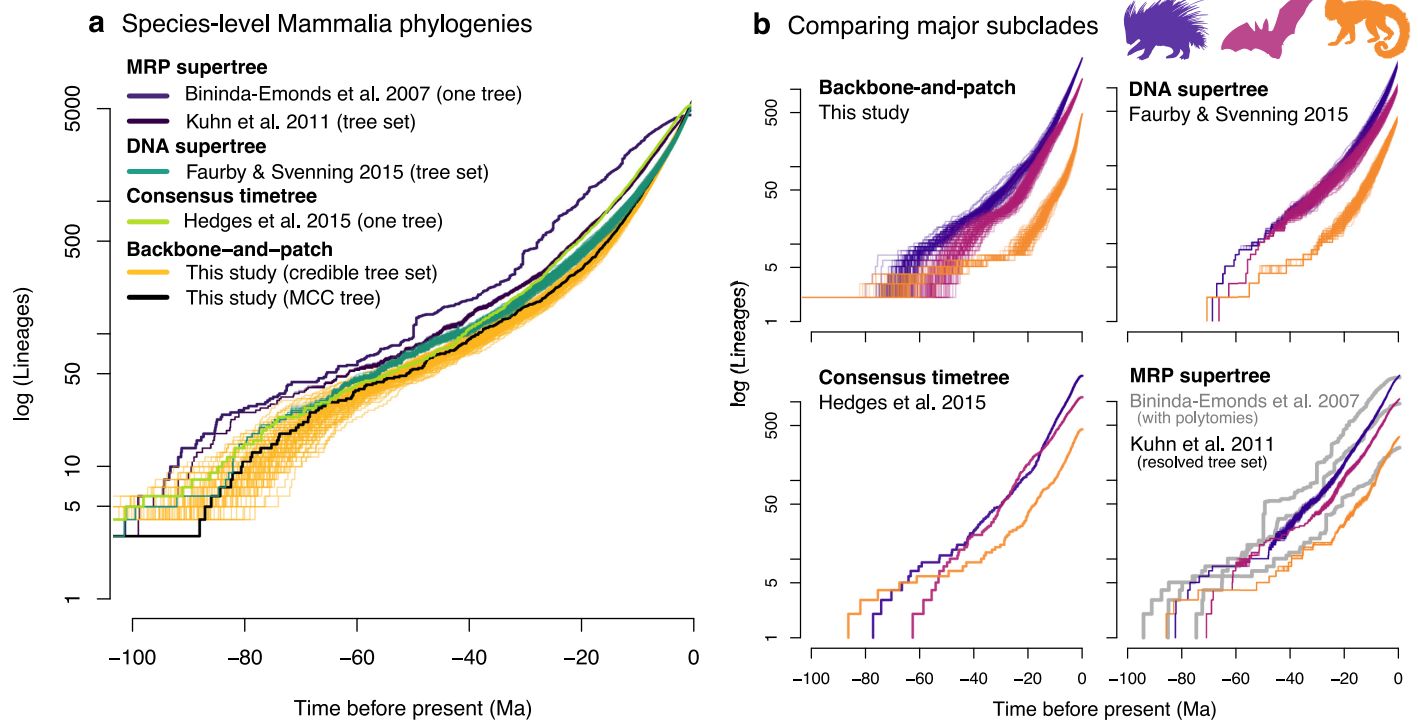 a Species-level Mammalia phylogenies
MRP supertree
Bininda-Emonds et al. 2007 (one tree)
Kuhn et al. 2011 (tree set)
DNA supertree
Faurby & Svenning 2015 (tree set)
Consensus timetree
Hedges et al. 2015 (one tree)
Backbone–and–patch
This study (credible tree set)
This study (MCC tree)
log (Lineages)
5000
500
50
10
5
1
−100 −80 −60 −40 −20 0
Time before present (Ma)
b Comparing major subclades
log (Lineages)
Backbone-and-patch
This study
500
50
5
1
DNA supertree
Faurby & Svenning 2015
Consensus timetree
Hedges et al. 2015
500
50
5
1
−100 −80 −60 −40 −20 0
MRP supertree
Bininda-Emonds et al. 2007
(with polytomies)
Kuhn et al. 2011
(resolved tree set)
−100 −80 −60 −40 −20 0
Time before present (Ma)